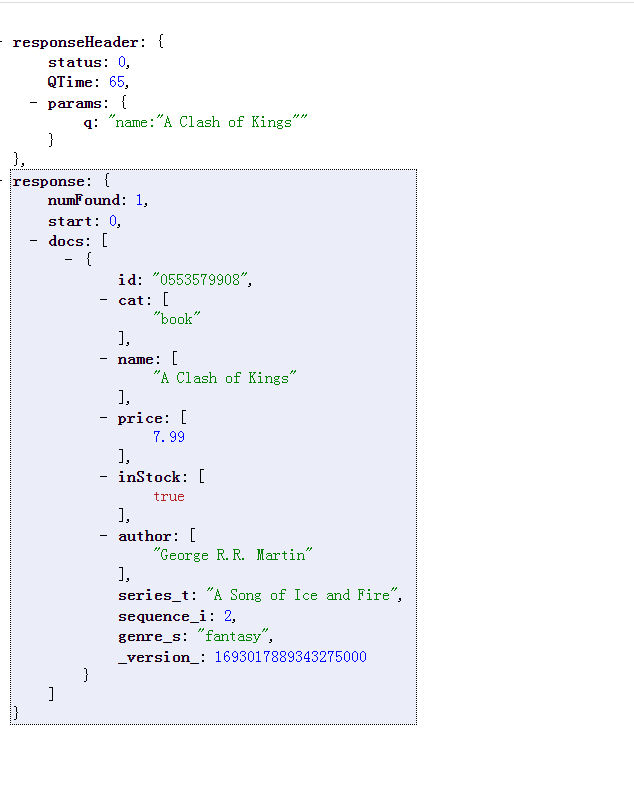 - responseHeader: {
status: 0,
QTime: 65,
- params: {
q: "name:"A Clash of Kings""
}
},
- response: {
numFound: 1,
start: 0,
- docs: [
- {
id: "0553579908",
- cat: [
"book"
],
- name: [
"A Clash of Kings"
],
- price: [
7.99
],
- inStock: [
true
],
- author: [
"George R.R. Martin"
],
series_t: "A Song of Ice and Fire",
sequence_i: 2,
genre_s: "fantasy",
_version_: 1693017889343275000
}
]
}